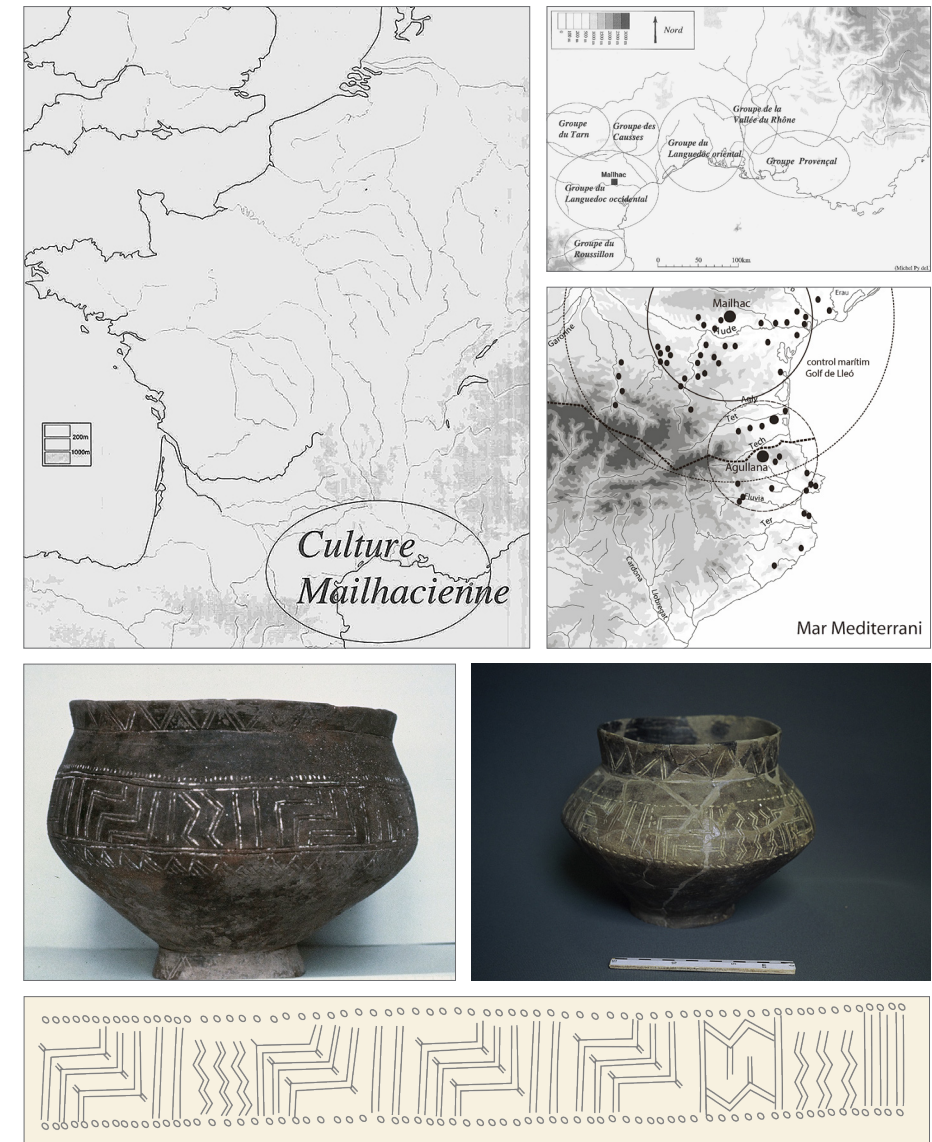 200m
1000m
Culture
Mailhacienne
Nord
Groupe
du Tarn
Groupe des
Causses
Groupe de la
Vallée du Rhône
Groupe du
Languedoc oriental
Groupe Provençal
Mailhac
Groupe du
Languedoc occidental
Groupe du
Roussillon
0 50 100km
(Michel Py del
Mailhac
Erau
Aude
Garonne
control marítim
Golf de Lleó
Agly
Tet
Tech
Agullana
Fluvia
Ter
Cardona
Llobregat
Mar Mediterrani